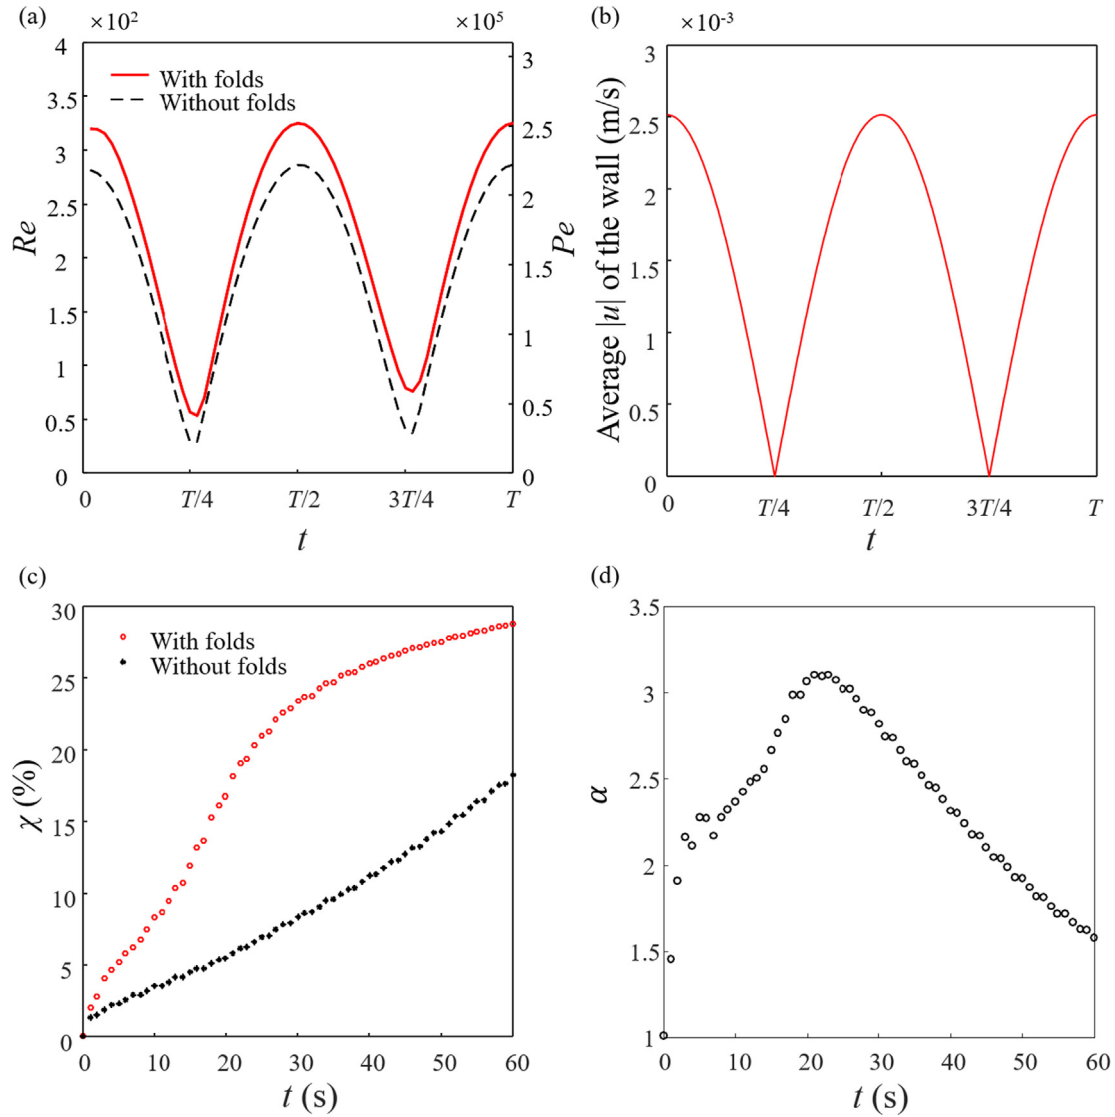 (a)
×10²
×10⁵
4
3.5
3
2.5
2
1.5
1
0.5
0
Re
With folds
Without folds
3
2.5
2
1.5
1
0.5
0
Pe
0
T/4
T/2
3T/4
T
t
(b)
×10⁻³
3
2.5
2
1.5
1
0.5
0
Average |u| of the wall (m/s)
0
T/4
T/2
3T/4
T
t
(c)
30
25
20
15
10
5
0
χ (%)
With folds
Without folds
0
10
20
30
40
50
60
t (s)
(d)
3.5
3
2.5
2
1.5
1
α
0
10
20
30
40
50
60
t (s)